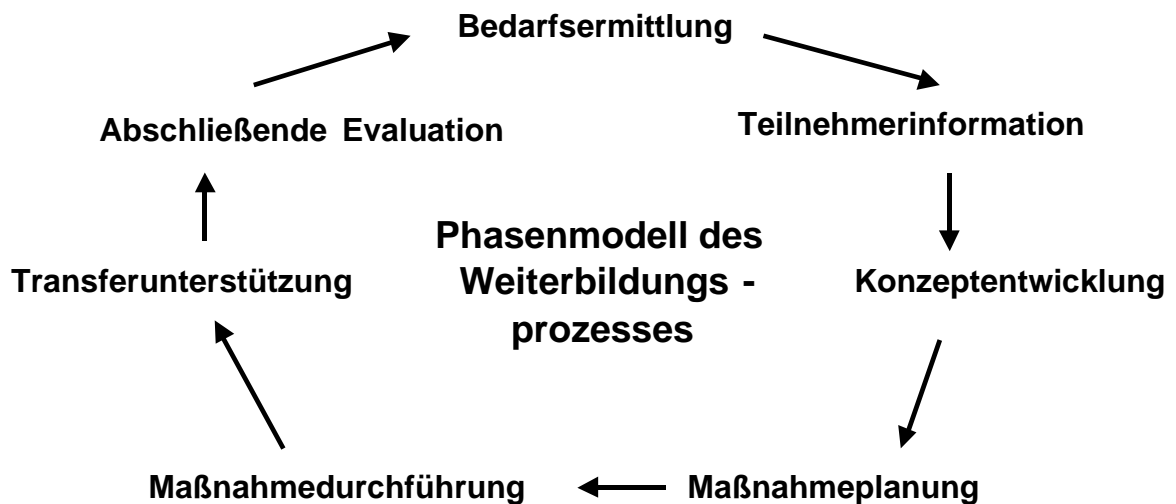 Bedarfsermittlung
Teilnehmerinformation
Abschließende Evaluation
Phasenmodell des
Weiterbildungs -
prozesses
Transferunterstützung
Konzeptentwicklung
Maßnahmedurchführung
Maßnahmeplanung